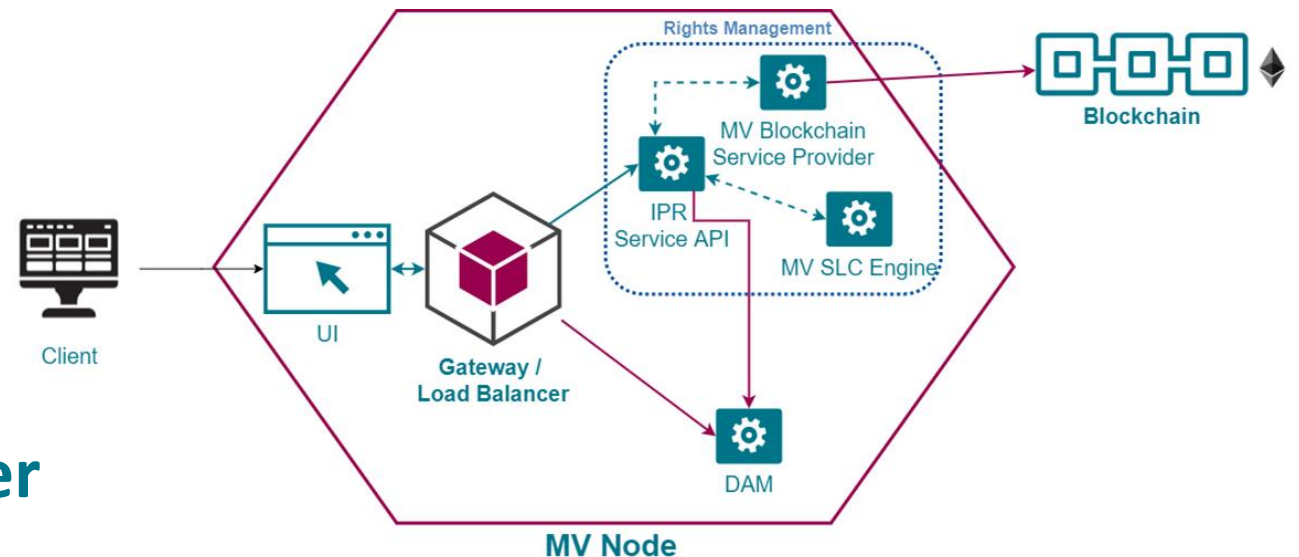 Rights Management
Blockchain
MV Blockchain
Service Provider
IPR
Service API
MV SLC Engine
Client
UI
Gateway /
Load Balancer
er
DAM
MV Node